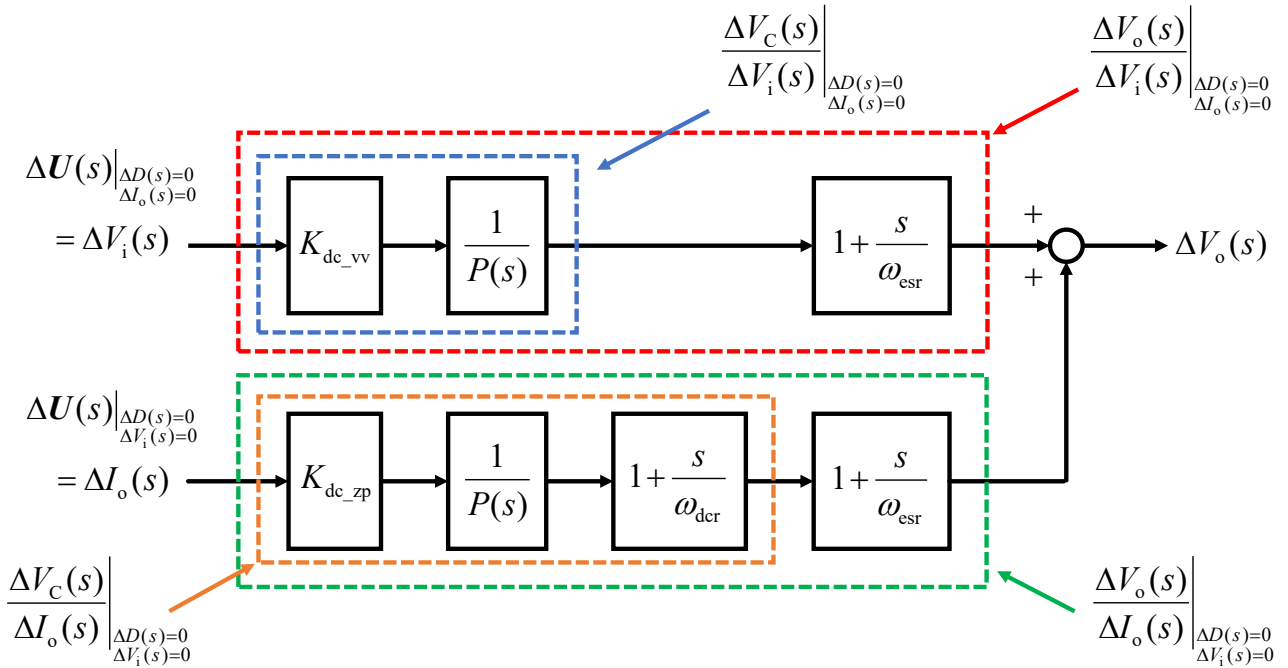 ΔV_C(s)/ΔV_i(s)|ΔD(s)=0 ΔI_o(s)=0
ΔV_o(s)/ΔV_i(s)|ΔD(s)=0 ΔI_o(s)=0
ΔU(s)|ΔD(s)=0 ΔI_o(s)=0
= ΔV_i(s)
K_dc_vv
1/P(s)
1+s/ω_esr
+
+
ΔV_o(s)
ΔU(s)|ΔD(s)=0 ΔV_i(s)=0
= ΔI_o(s)
K_dc_zp
1/P(s)
1+s/ω_dcr
1+s/ω_esr
ΔV_C(s)/ΔI_o(s)|ΔD(s)=0 ΔV_i(s)=0
ΔV_o(s)/ΔI_o(s)|ΔD(s)=0 ΔV_i(s)=0